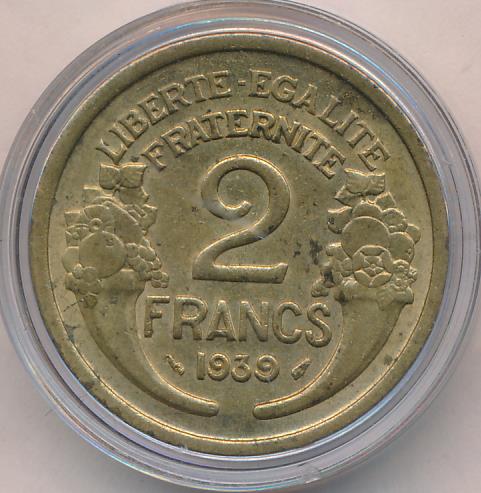 LIBERTE-EGALITE
FRATERNITE
2
FRANCS
1939